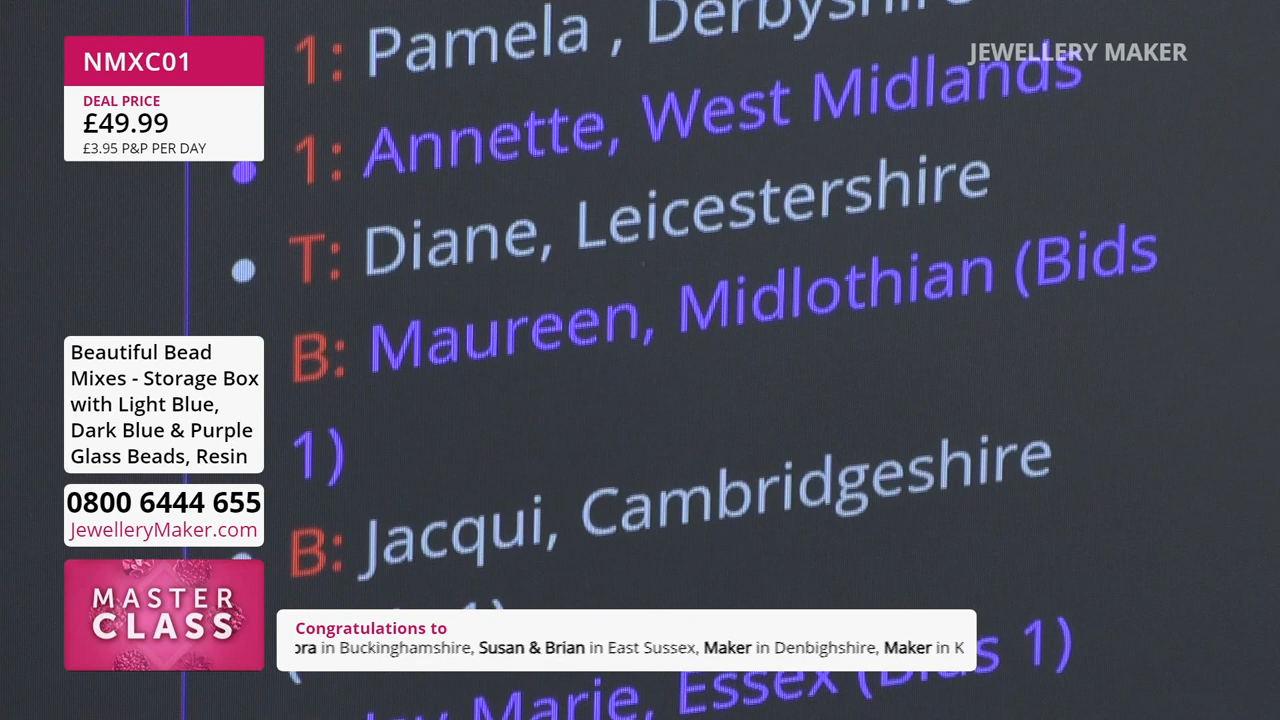 NMXC01
DEAL PRICE
£49.99
£3.95 P&P PER DAY
JEWELLERY MAKER
1: Pamela , Derbyshire
1: Annette, West Midlands
T: Diane, Leicestershire
B: Maureen, Midlothian (Bids
1)
B: Jacqui, Cambridgeshire
Marie, Essex (Bids 1)
Beautiful Bead
Mixes - Storage Box
with Light Blue,
Dark Blue & Purple
Glass Beads, Resin
0800 6444 655
JewelleryMaker.com
MASTER
CLASS
Congratulations to
ora in Buckinghamshire, Susan & Brian in East Sussex, Maker in Denbighshire, Maker in K